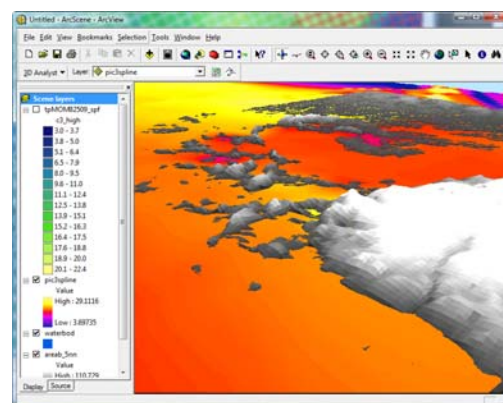 Untitled - ArcScene - ArcView
File Edit View Bookmarks Selection Tools Window Help
3D Analyst Layer: pic3spline
Scene layers
tpMOMB2509_spf
c3_high
3.0 - 3.7
3.8 - 5.0
5.1 - 6.4
6.5 - 7.9
8.0 - 9.5
9.6 - 11.0
11.1 - 12.4
12.5 - 13.8
13.9 - 15.1
15.2 - 16.3
16.4 - 17.5
17.6 - 18.8
18.9 - 20.0
20.1 - 22.4
pic3spline
Value
High : 29.1116
Low : 3.69735
waterbod
areab_5nn
Value
High : 110.729
Display Source